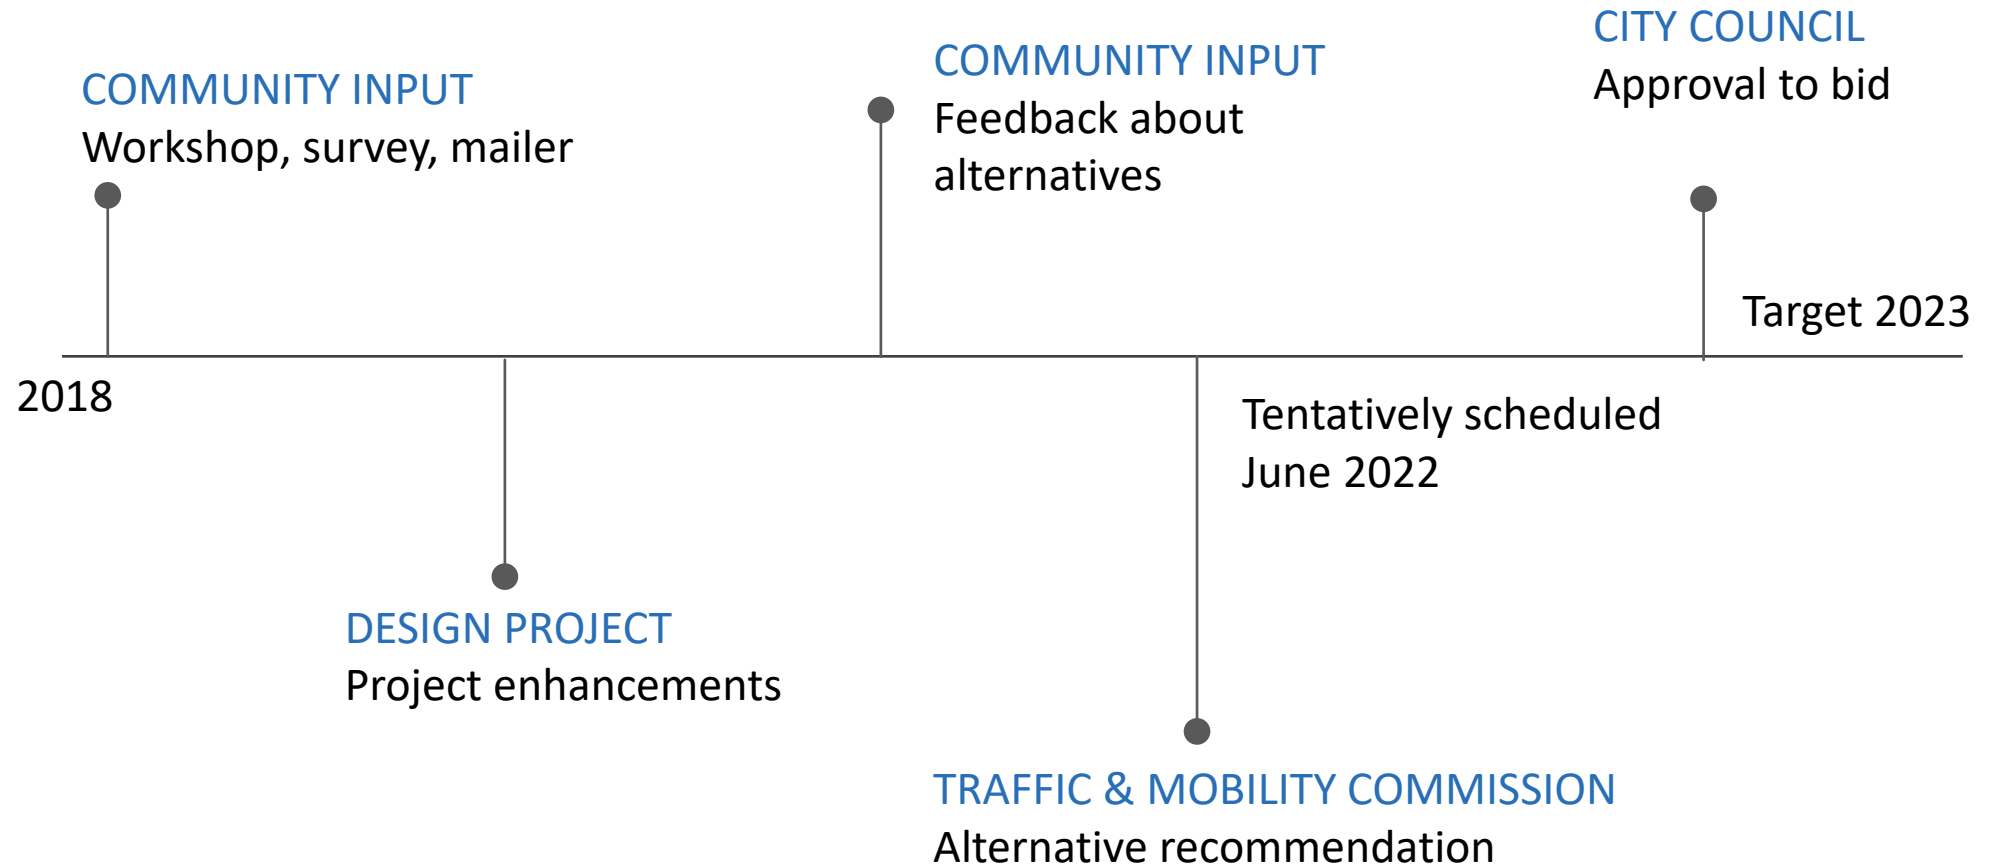 COMMUNITY INPUT
Workshop, survey, mailer
2018
DESIGN PROJECT
Project enhancements
COMMUNITY INPUT
Feedback about
alternatives
Tentatively scheduled
June 2022
TRAFFIC & MOBILITY COMMISSION
Alternative recommendation
CITY COUNCIL
Approval to bid
Target 2023